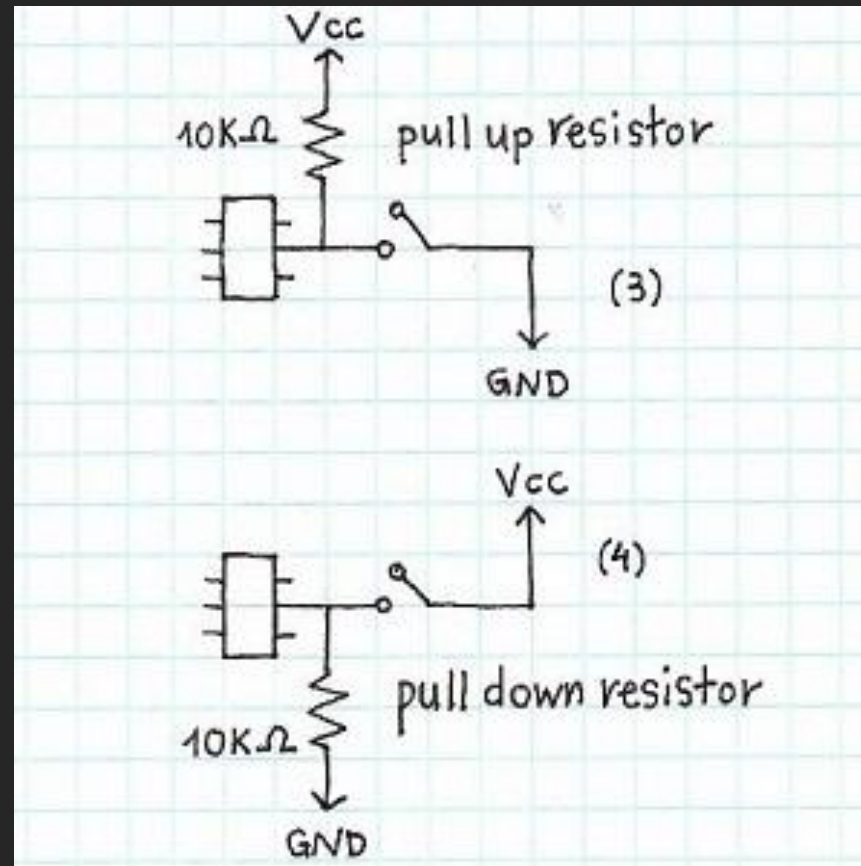 Vcc
10KΩ
pull up resistor
(3)
GND
Vcc
(4)
pull down resistor
10KΩ
GND